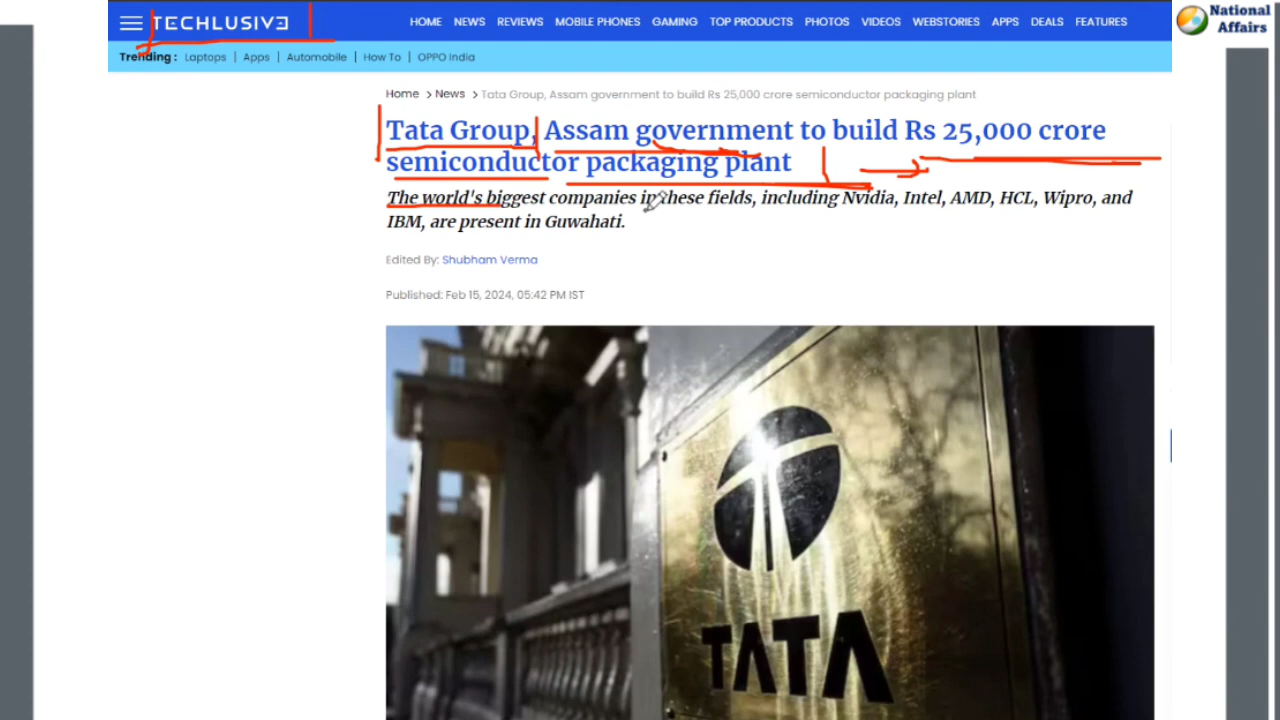 TECHLUSIVE HOME NEWS REVIEWS MOBILE PHONES GAMING TOP PRODUCTS PHOTOS VIDEOS WEBSTORIES APPS DEALS FEATURES
National
Affairs
Trending : Laptops | Apps | Automobile | How To | OPPO India
Home > News > Tata Group, Assam government to build Rs 25,000 crore semiconductor packaging plant
Tata Group, Assam government to build Rs 25,000 crore
semiconductor packaging plant
The world's biggest companies in these fields, including Nvidia, Intel, AMD, HCL, Wipro, and
IBM, are present in Guwahati.
Edited By: Shubham Verma
Published: Feb 15, 2024, 05:42 PM IST
TATA